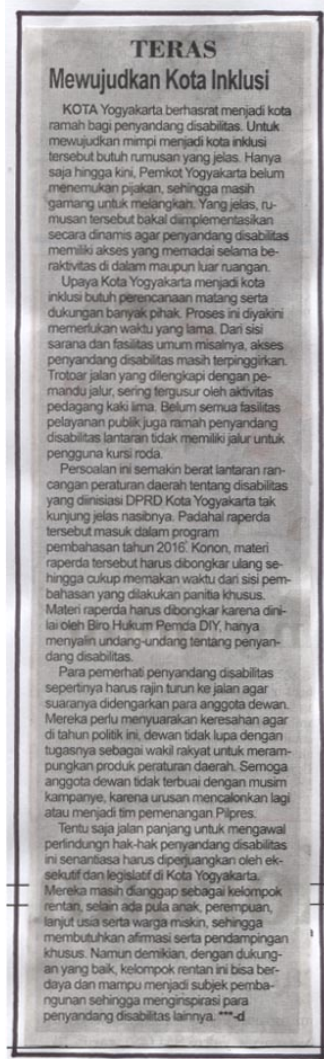 TERAS
Mewujudkan Kota Inklusi
KOTA Yogyakarta berhasrat menjadi kota
ramah bagi penyandang disabilitas. Untuk
mewujudkan mimpi menjadi kota inklusi
tersebut butuh rumusan yang jelas. Hanya
saja hingga kini, Pemkot Yogyakarta belum
menemukan pijakan, sehingga masih
gamang untuk melangkah. Yang jelas, ru-
musan tersebut bakal diimplementasikan
secara dinamis agar penyandang disabilitas
memiliki akses yang memadai selama be-
raktivitas di dalam maupun luar ruangan.
Upaya Kota Yogyakarta menjadi kota
inklusi butuh perencanaan matang serta
dukungan banyak pihak. Proses ini diyakini
memerlukan waktu yang lama. Dari sisi
sarana dan fasilitas umum misalnya, akses
penyandang disabilitas masih terpinggirkan.
Trotoar jalan yang dilengkapi dengan pe-
mandu jalur, sering tergusur oleh aktivitas
pedagang kaki lima. Belum semua fasilitas
pelayanan publik juga ramah penyandang
disabilitas lantaran tidak memiliki jalur untuk
pengguna kursi roda.
Persoalan ini semakin berat lantaran ran-
cangan peraturan daerah tentang disabilitas
yang diinisiasi DPRD Kota Yogyakarta tak
kunjung jelas nasibnya. Padahal raperda
tersebut masuk dalam program
pembahasan tahun 2016. Konon, materi
raperda tersebut harus dibongkar ulang se-
hingga cukup memakan waktu dari sisi pem-
bahasan yang dilakukan panitia khusus.
Materi raperda harus dibongkar karena dini-
lai oleh Biro Hukum Pemda DIY, hanya
menyalin undang-undang tentang penyan-
dang disabilitas.
Para pemerhati penyandang disabilitas
sepertinya harus rajin turun ke jalan agar
suaranya didengarkan para anggota dewan.
Mereka perlu menyuarakan keresahan agar
di tahun politik ini, dewan tidak lupa dengan
tugasnya sebagai wakil rakyat untuk meram-
pungkan produk peraturan daerah. Semoga
anggota dewan tidak terbuai dengan musim
kampanye, karena urusan mencalonkan lagi
atau menjadi tim pemenangan Pilpres.
Tentu saja jalan panjang untuk mengawal
perlindungn hak-hak penyandang disabilitas
ini senantiasa harus diperjuangkan oleh ek-
sekutif dan legislatif di Kota Yogyakarta.
Mereka masih dianggap sebagai kelompok
rentan, selain ada pula anak, perempuan,
lanjut usia serta warga miskin, sehingga
membutuhkan afirmasi serta pendampingan
khusus. Namun demikian, dengan dukung-
an yang baik, kelompok rentan ini bisa ber-
daya dan mampu menjadi subjek pemba-
ngunan sehingga menginspirasi para
penyandang disabilitas lainnya. ***-d